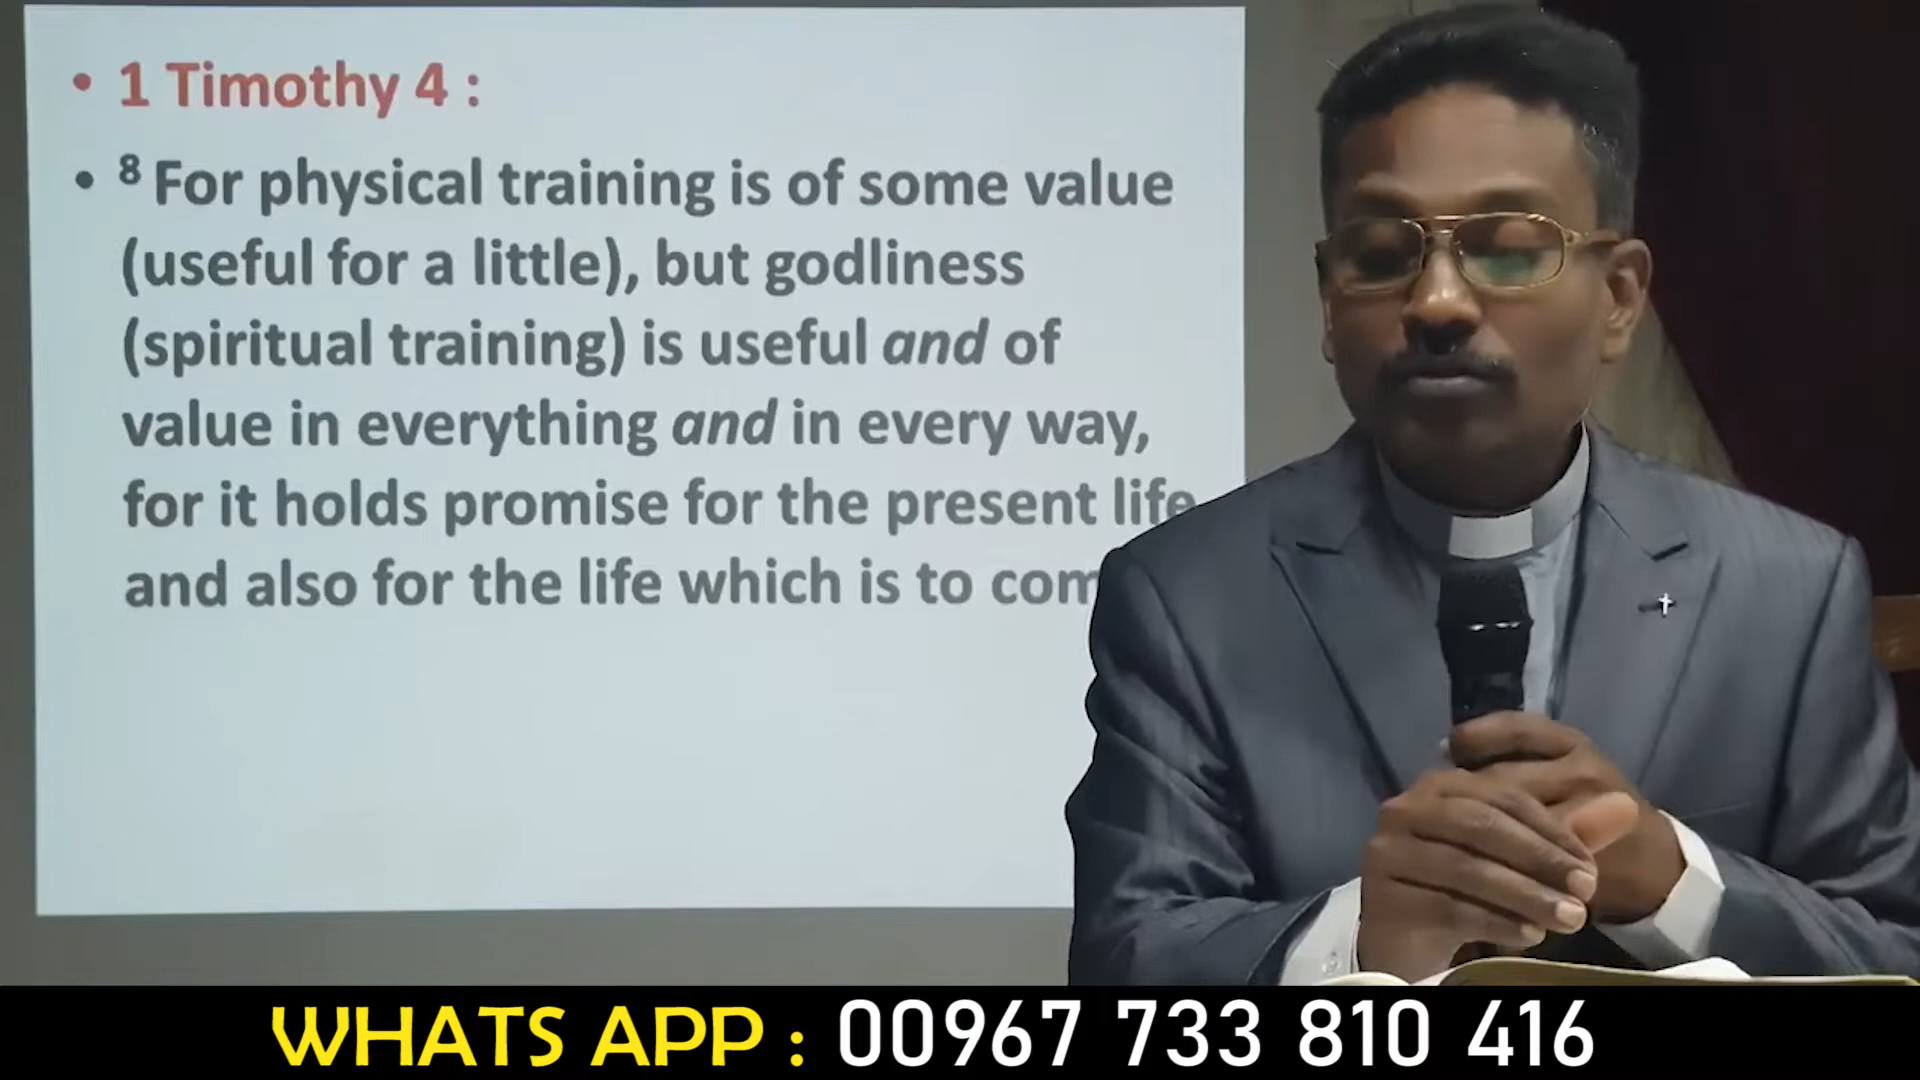 • 1 Timothy 4 :
• 8 For physical training is of some value
(useful for a little), but godliness
(spiritual training) is useful and of
value in everything and in every way,
for it holds promise for the present life
and also for the life which is to com
WHATS APP : 00967 733 810 416